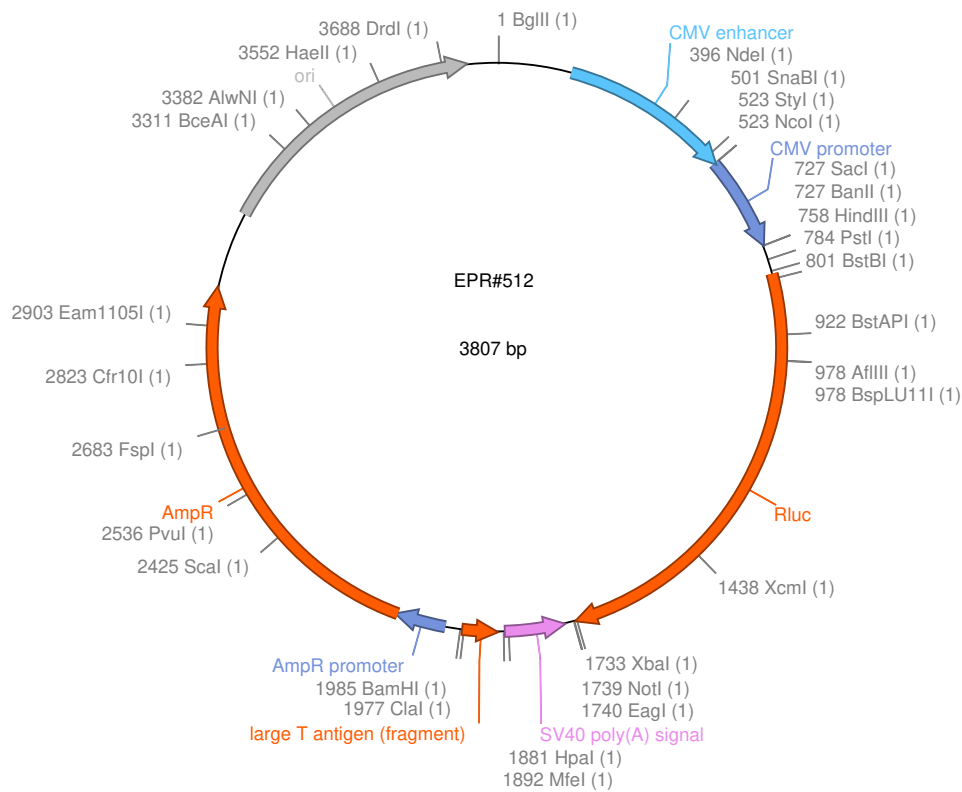 3688 DrdI (1)
1 BglII (1)
CMV enhancer
3552 HaeII (1)
396 NdeI (1)
ori
501 SnaBI (1)
3382 AlwNI (1)
523 StyI (1)
3311 BceAI (1)
523 NcoI (1)
CMV promoter
727 SacI (1)
727 BanII (1)
758 HindIII (1)
784 PstI (1)
801 BstBI (1)
EPR#512
2903 Eam1105I (1)
922 BstAPI (1)
3807 bp
2823 Cfr10I (1)
978 AflIII (1)
978 BspLU11I (1)
2683 FspI (1)
AmpR
Rluc
2536 PvuI (1)
2425 ScaI (1)
1438 XcmI (1)
AmpR promoter
1733 XbaI (1)
1985 BamHI (1)
1739 NotI (1)
1977 ClaI (1)
1740 EagI (1)
large T antigen (fragment)
SV40 poly(A) signal
1881 HpaI (1)
1892 MfeI (1)